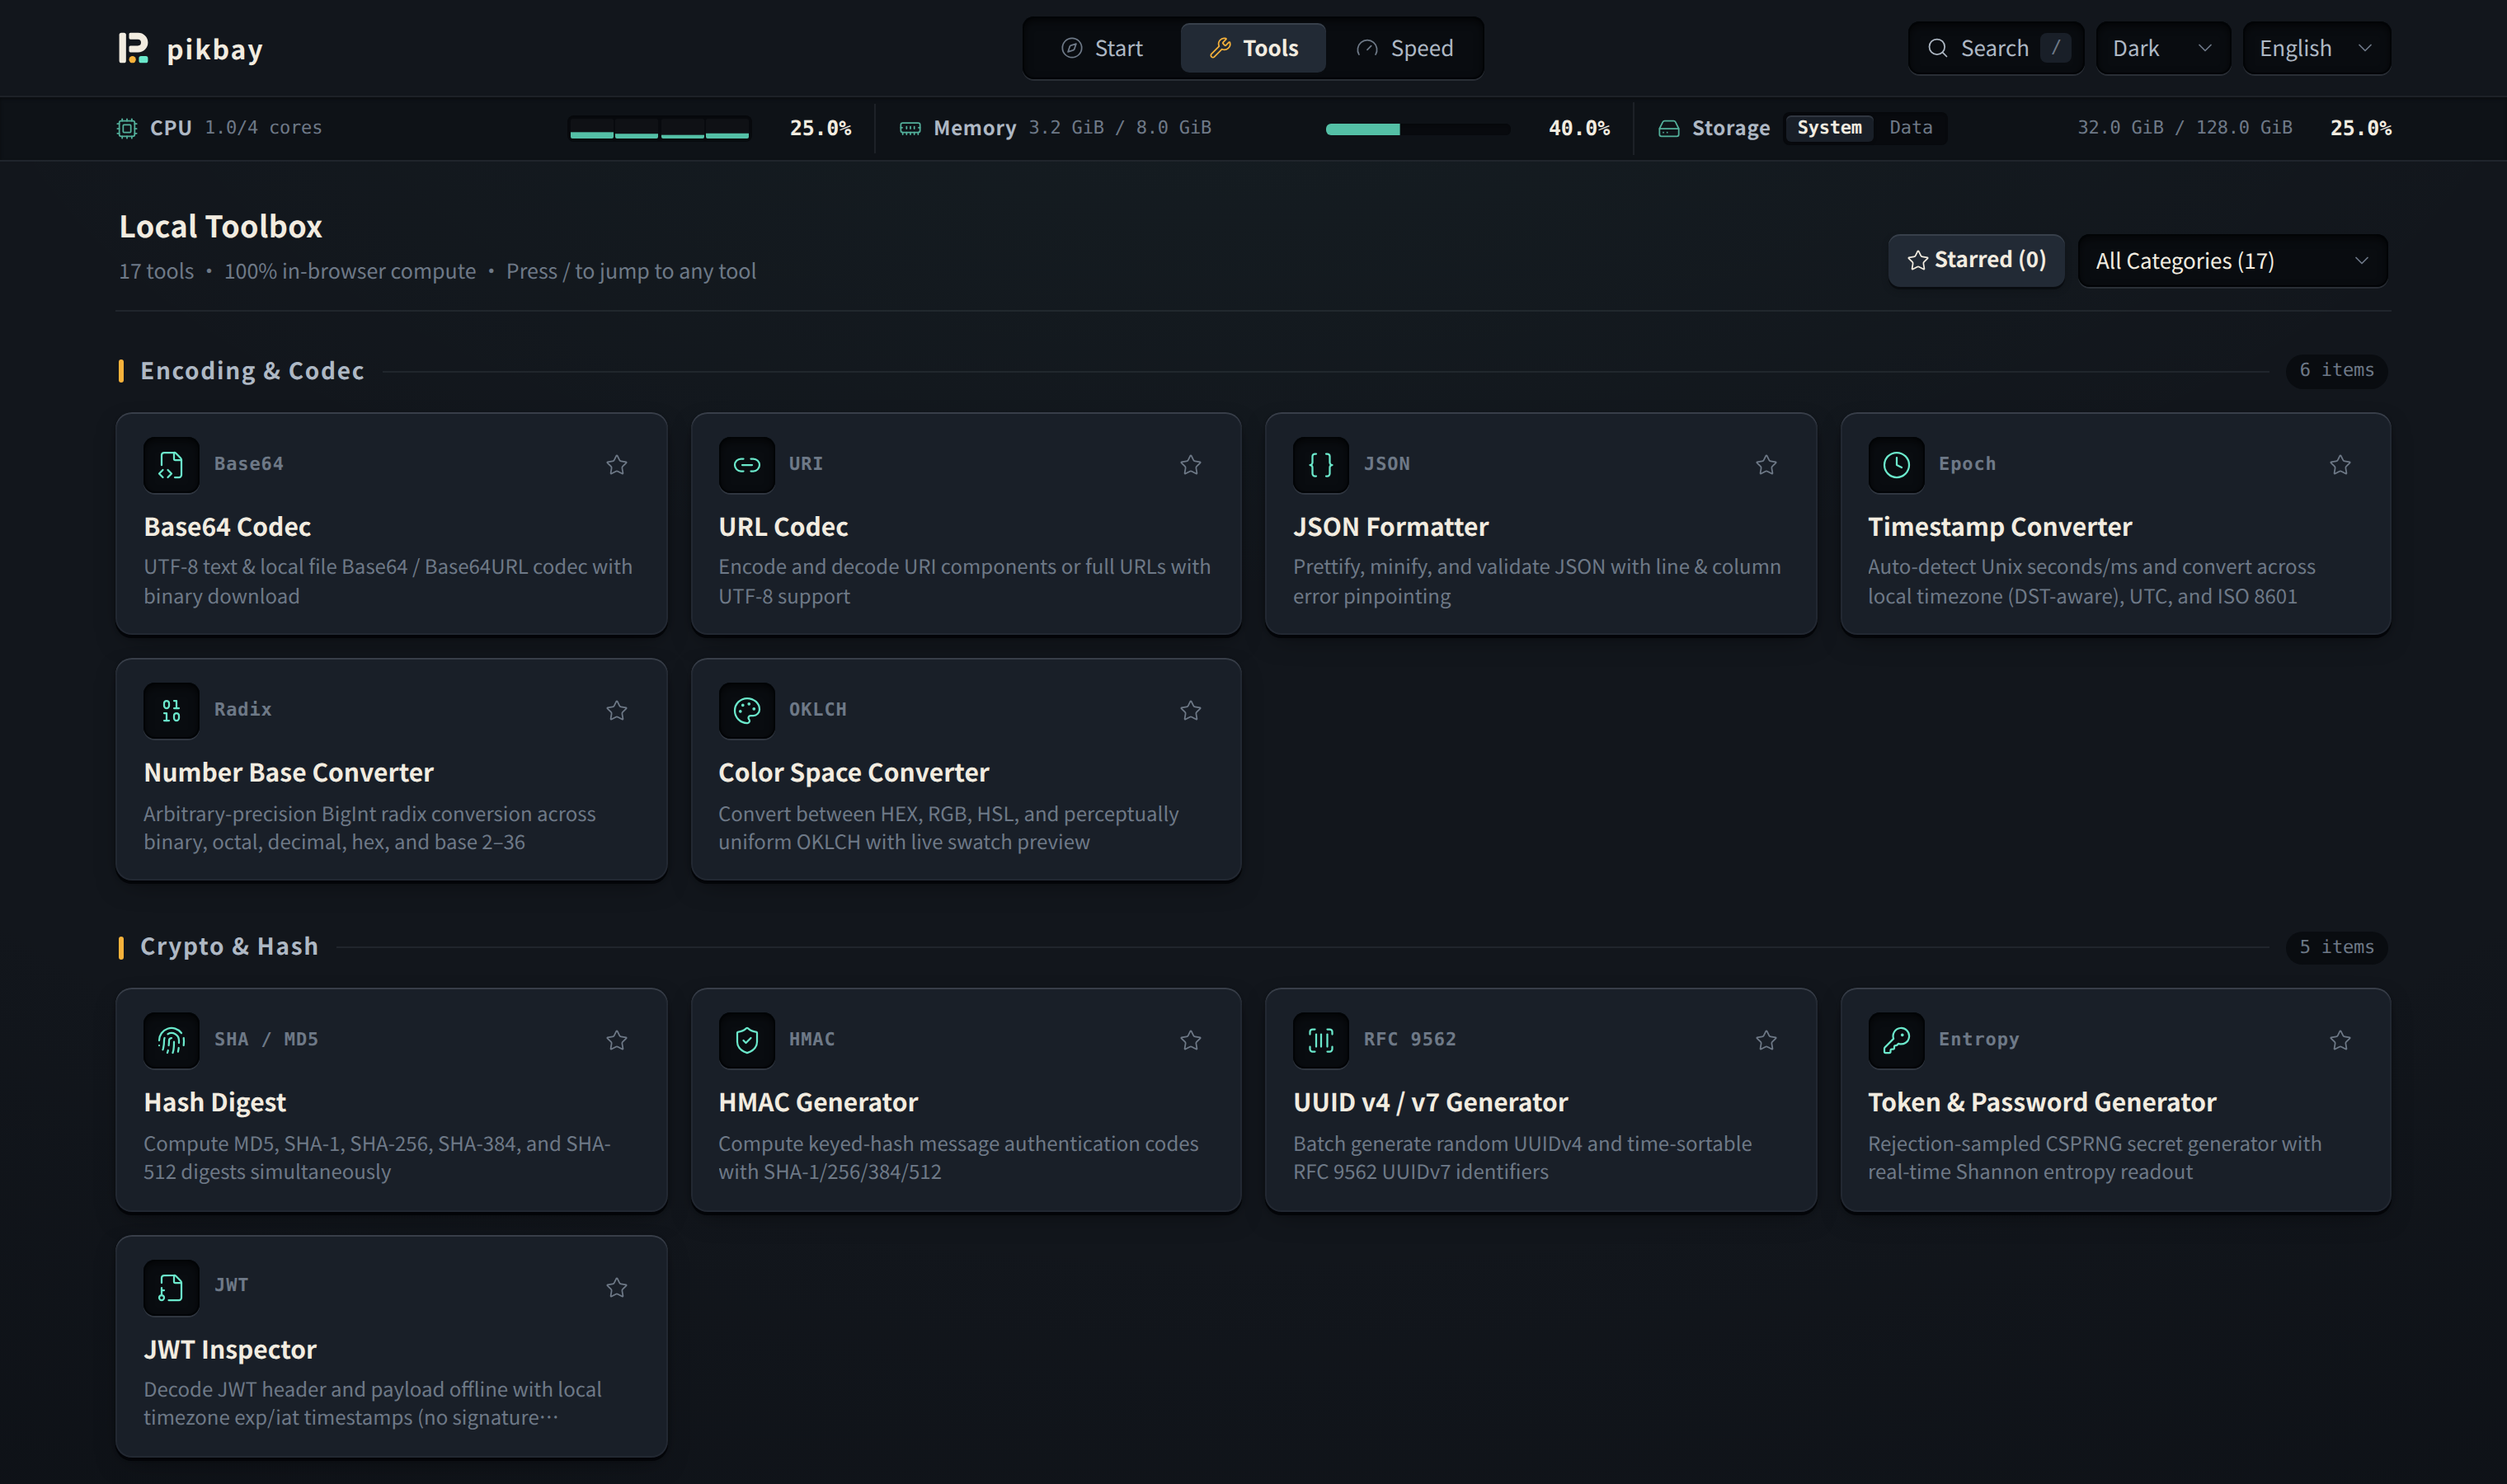 pikbay
Start
Tools
Speed
Search /
Dark
English
CPU 1.0/4 cores 25.0%
Memory 3.2 GiB / 8.0 GiB 40.0%
Storage System Data 32.0 GiB / 128.0 GiB 25.0%
Local Toolbox
17 tools • 100% in-browser compute • Press / to jump to any tool
Starred (0)
All Categories (17)
Encoding & Codec
6 items
Base64
Base64 Codec
UTF-8 text & local file Base64 / Base64URL codec with
binary download
URI
URL Codec
Encode and decode URI components or full URLs with
UTF-8 support
JSON
JSON Formatter
Prettify, minify, and validate JSON with line & column
error pinpointing
Epoch
Timestamp Converter
Auto-detect Unix seconds/ms and convert across
local timezone (DST-aware), UTC, and ISO 8601
Radix
Number Base Converter
Arbitrary-precision BigInt radix conversion across
binary, octal, decimal, hex, and base 2–36
OKLCH
Color Space Converter
Convert between HEX, RGB, HSL, and perceptually
uniform OKLCH with live swatch preview
Crypto & Hash
5 items
SHA / MD5
Hash Digest
Compute MD5, SHA-1, SHA-256, SHA-384, and SHA-
512 digests simultaneously
HMAC
HMAC Generator
Compute keyed-hash message authentication codes
with SHA-1/256/384/512
RFC 9562
UUID v4 / v7 Generator
Batch generate random UUIDv4 and time-sortable
RFC 9562 UUIDv7 identifiers
Entropy
Token & Password Generator
Rejection-sampled CSPRNG secret generator with
real-time Shannon entropy readout
JWT
JWT Inspector
Decode JWT header and payload offline with local
timezone exp/iat timestamps (no signature…